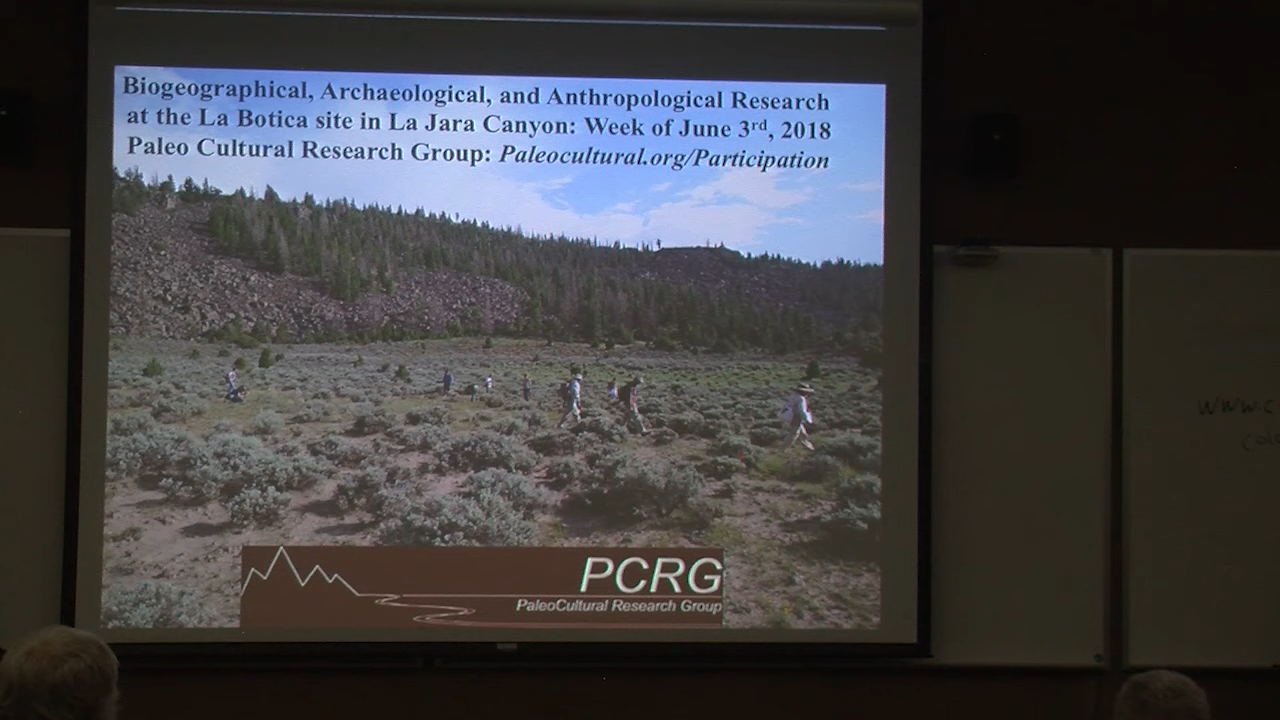 Biogeographical, Archaeological, and Anthropological Research
at the La Botica site in La Jara Canyon: Week of June 3rd, 2018
Paleo Cultural Research Group: Paleocultural.org/Participation
PCRG
PaleoCultural Research Group